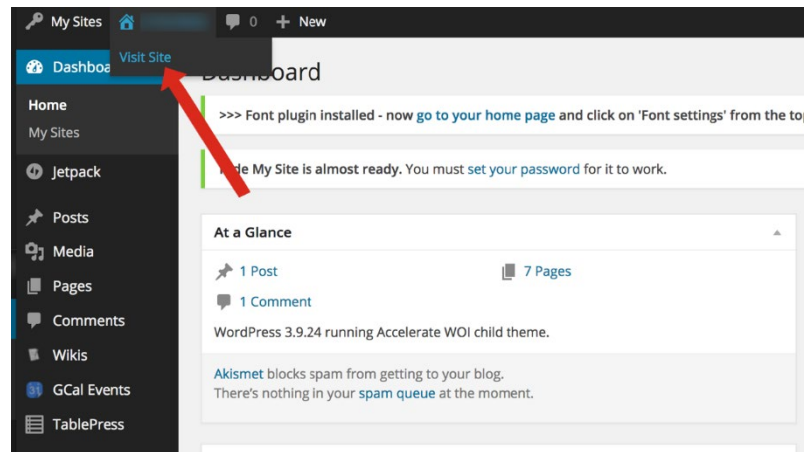 My Sites
0
New
Visit Site
Dashboa
Dashboard
Home
My Sites
Jetpack
Posts
Media
Pages
Comments
Wikis
31
GCal Events
TablePress
>>> Font plugin installed - now go to your home page and click on 'Font settings' from the to
My Site is almost ready. You must set your password for it to work.
At a Glance
1 Post
7 Pages
1 Comment
WordPress 3.9.24 running Accelerate WOI child theme.
Akismet blocks spam from getting to your blog.
There's nothing in your spam queue at the moment.